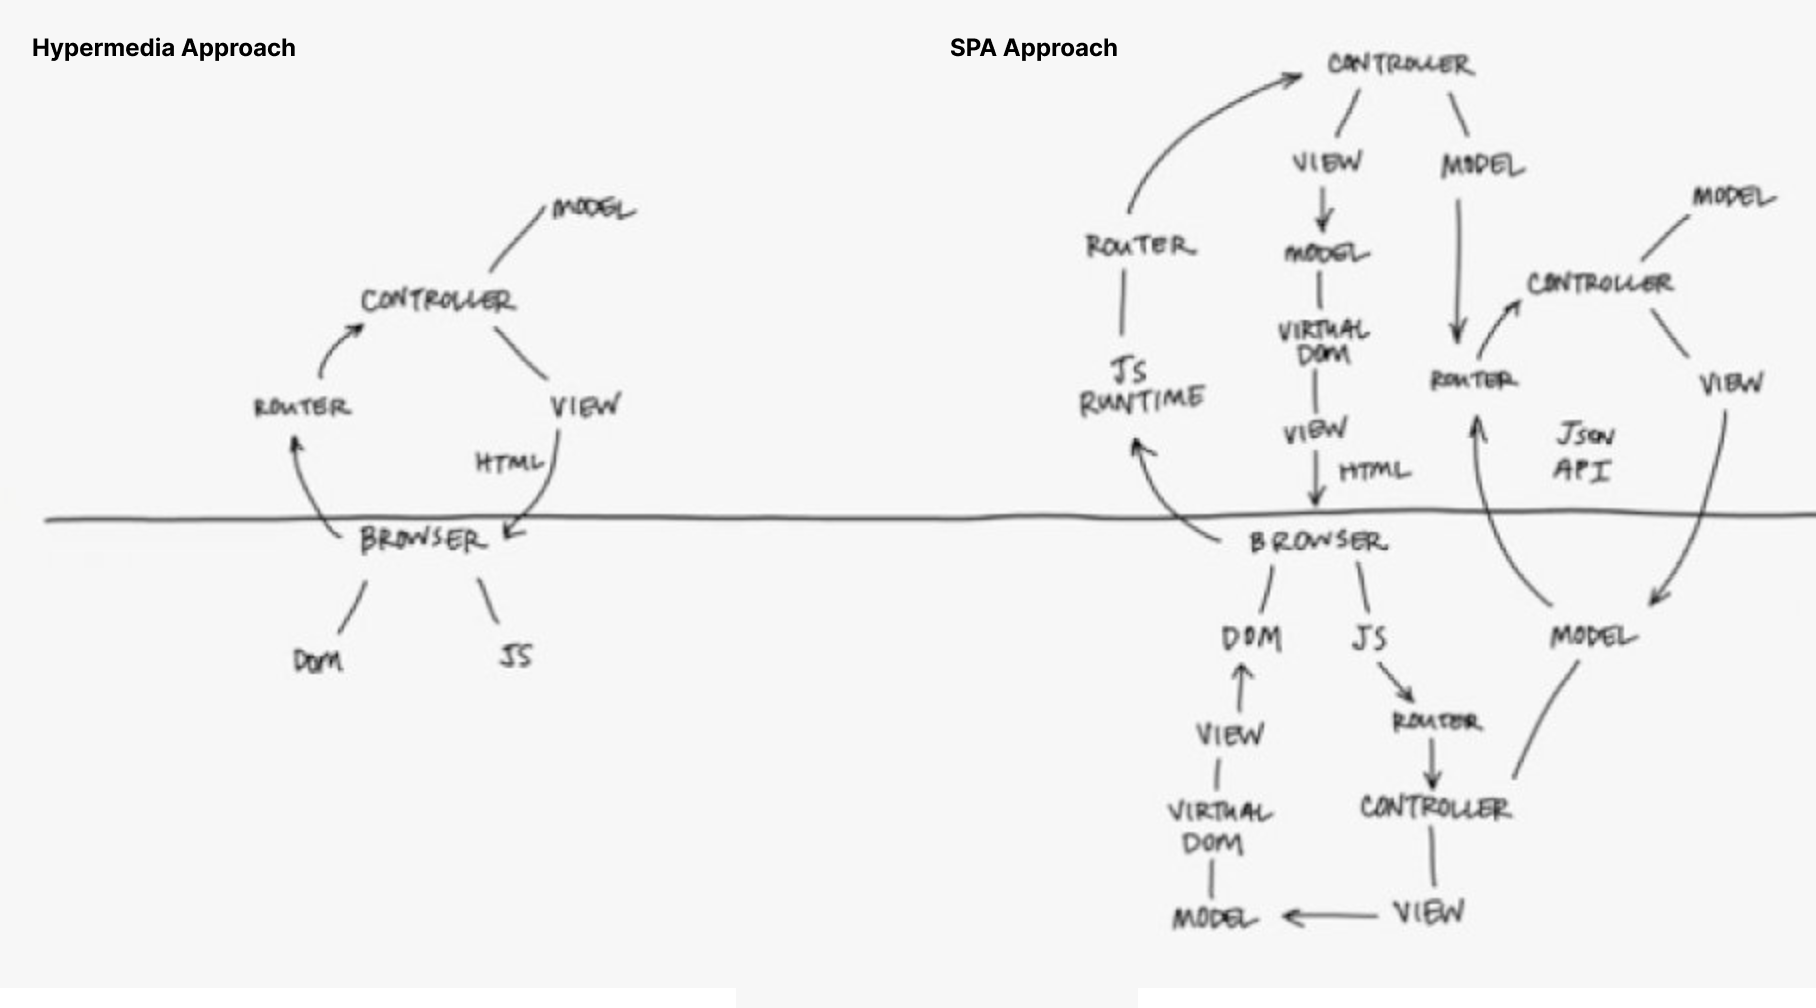 Hypermedia Approach
MODEL
CONTROLLER
ROUTER
VIEW
HTML
BROWSER
DOM
JS
SPA Approach
CONTROLLER
VIEW
MODEL
ROUTER
MODEL
VIRTUAL
DOM
JS
RUNTIME
VIEW
HTML
MODEL
CONTROLLER
ROUTER
VIEW
JSON
API
BROWSER
DOM
JS
MODEL
VIEW
ROUTER
VIRTUAL
DOM
CONTROLLER
MODEL
VIEW